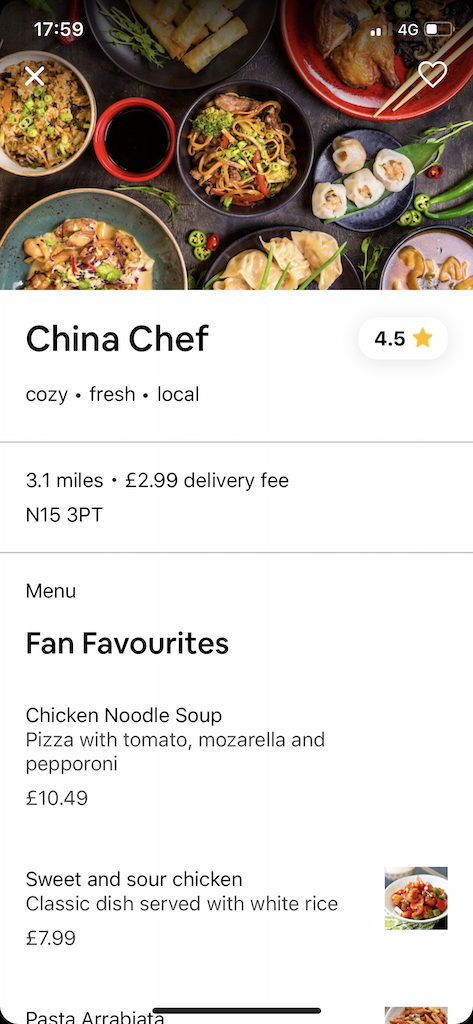 17:59
4G
China Chef
4.5
cozy • fresh • local
3.1 miles • £2.99 delivery fee
N15 3PT
Menu
Fan Favourites
Chicken Noodle Soup
Pizza with tomato, mozarella and
pepporoni
£10.49
Sweet and sour chicken
Classic dish served with white rice
£7.99
Pasta Arrabiata